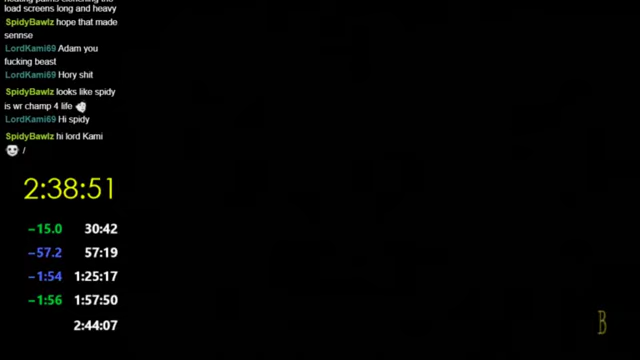 load screens long and heavy
SpidyBawlz hope that made
sennse
LordKami69 Adam you
fucking beast
LordKami69 Hory shit
SpidyBawlz looks like spidy
is wr champ 4 life
LordKami69 Hi spidy
SpidyBawlz hi lord Kami
/
2:38:51
−15.0 30:42
−57.2 57:19
−1:54 1:25:17
−1:56 1:57:50
2:44:07
B